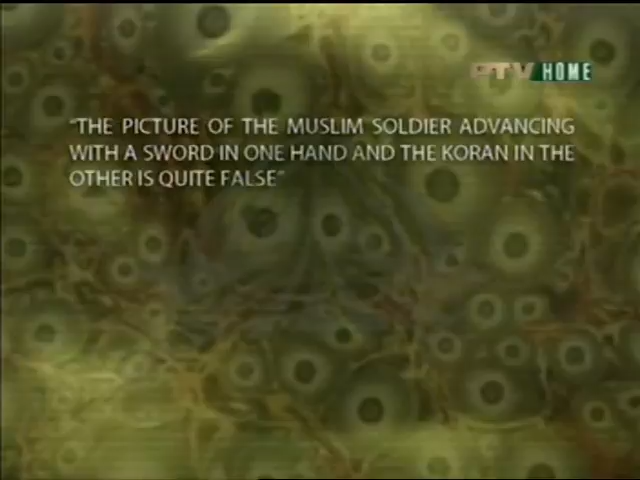 PTV HOME
"THE PICTURE OF THE MUSLIM SOLDIER ADVANCING
WITH A SWORD IN ONE HAND AND THE KORAN IN THE
OTHER IS QUITE FALSE"